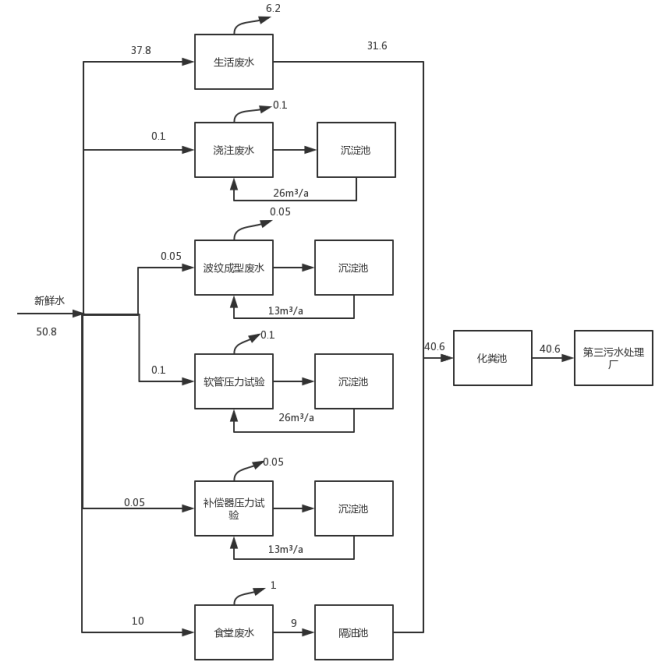 6.2
37.8
31.6
生活废水
0.1
0.1
浇注废水
沉淀池
26m³/a
0.05
0.05
波纹成型废水
沉淀池
13m³/a
新鲜水
50.8
0.1
0.1
软管压力试验
沉淀池
26m³/a
40.6
化粪池
40.6
第三污水处理
厂
0.05
0.05
补偿器压力试
验
沉淀池
13m³/a
1
10
食堂废水
9
隔油池